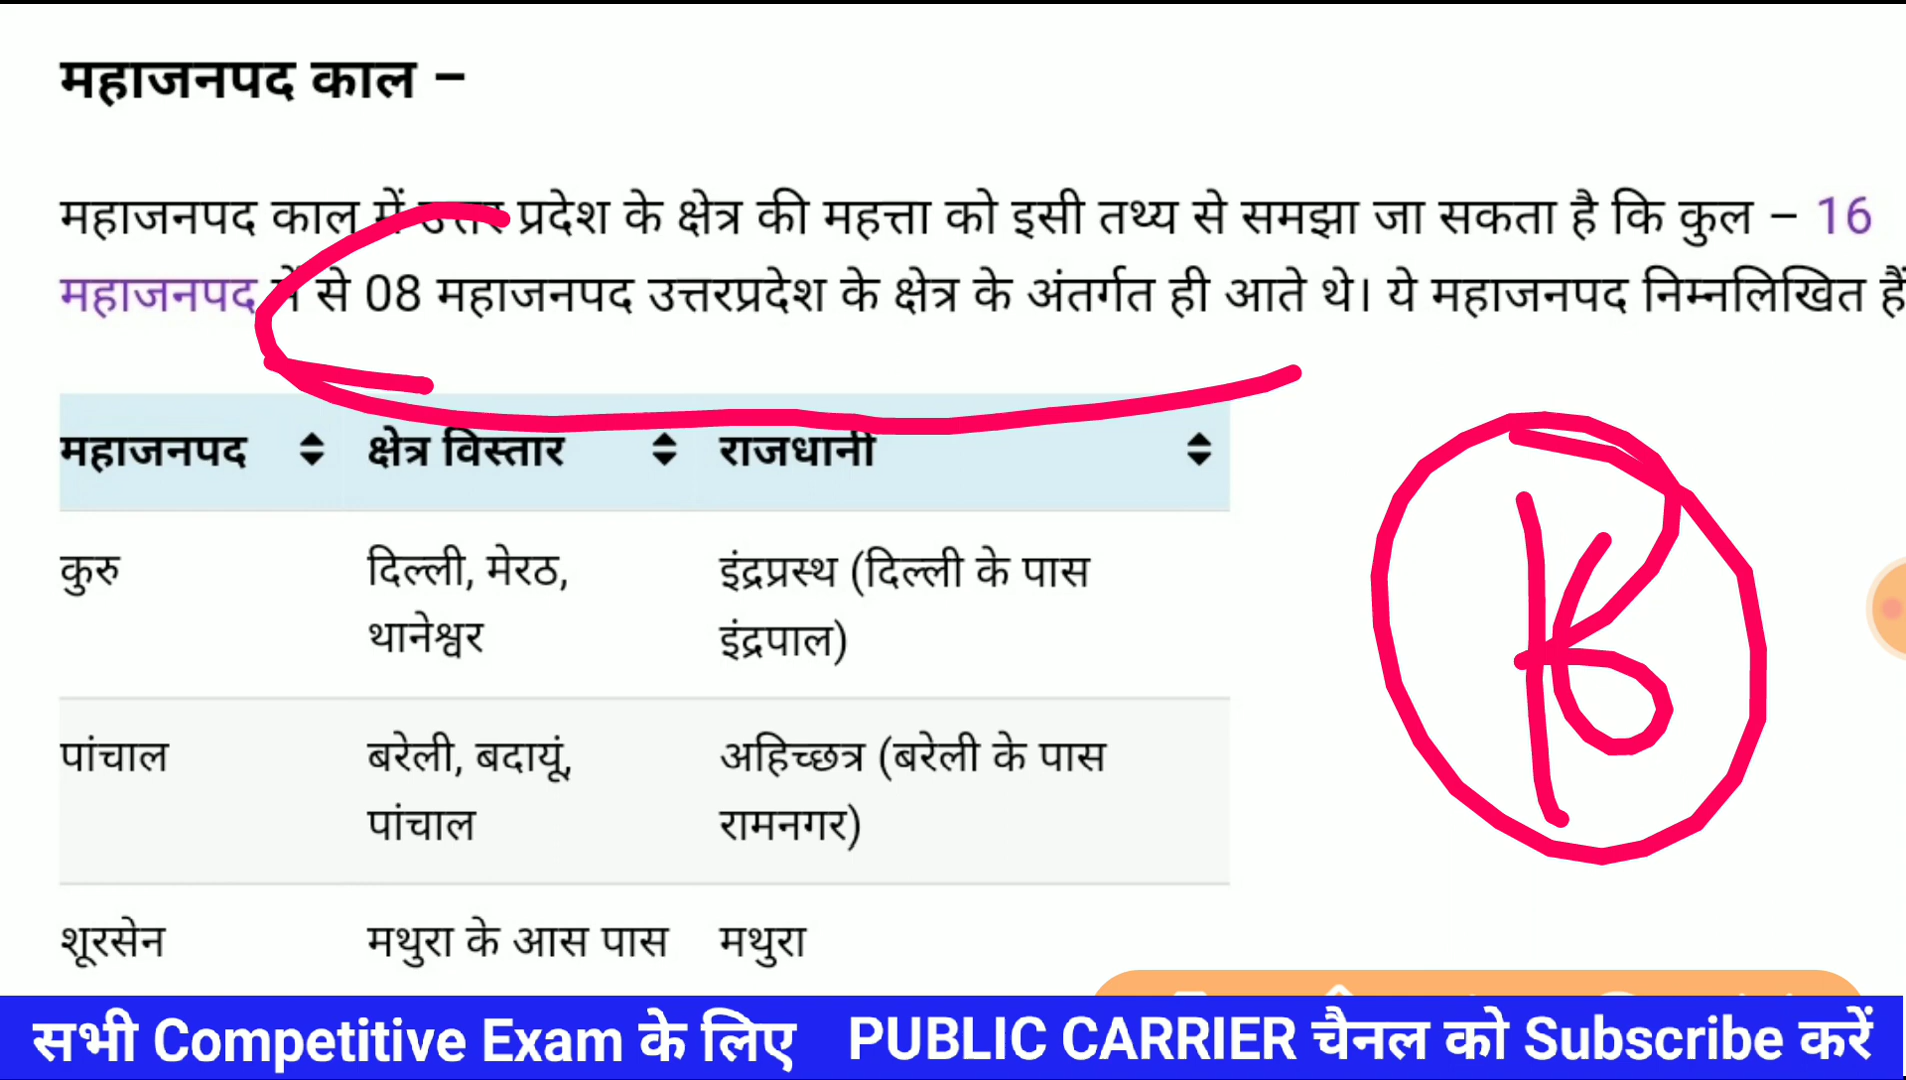 महाजनपद काल –
महाजनपद काल में उत्तर प्रदेश के क्षेत्र की महत्ता को इसी तथ्य से समझा जा सकता है कि कुल – 16
महाजनपद में से 08 महाजनपद उत्तरप्रदेश के क्षेत्र के अंतर्गत ही आते थे। ये महाजनपद निम्नलिखित हैं
महाजनपद क्षेत्र विस्तार राजधानी
कुरु दिल्ली, मेरठ, इंद्रप्रस्थ (दिल्ली के पास
थानेश्वर इंद्रपाल)
पांचाल बरेली, बदायूं, अहिच्छत्र (बरेली के पास
पांचाल रामनगर)
शूरसेन मथुरा के आस पास मथुरा
सभी Competitive Exam के लिए PUBLIC CARRIER चैनल को Subscribe करें